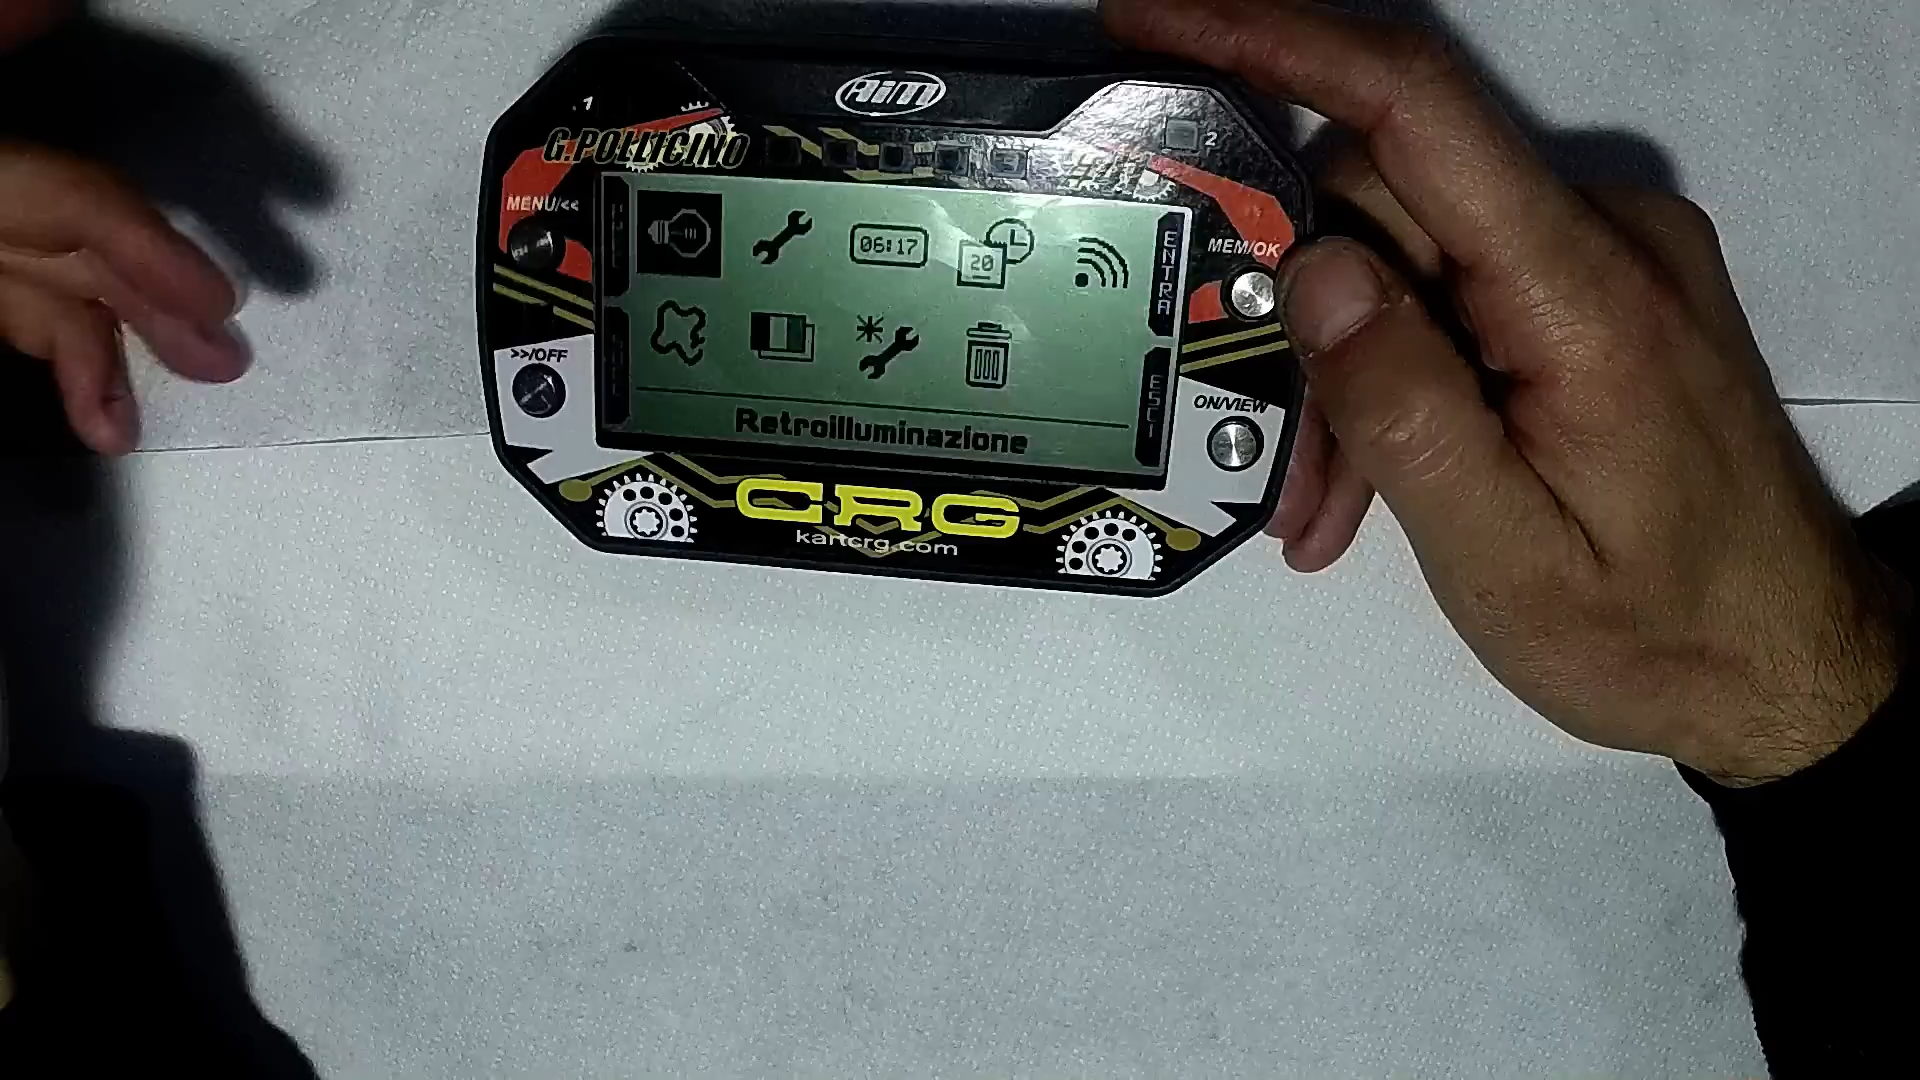 AiM
1
G.POLLICINO
2
MENU/<<
MEM/OK
06:17
20
ENTRA
>>/OFF
ON/VIEW
ESCI
Retroilluminazione
CRG
kartcrg.com